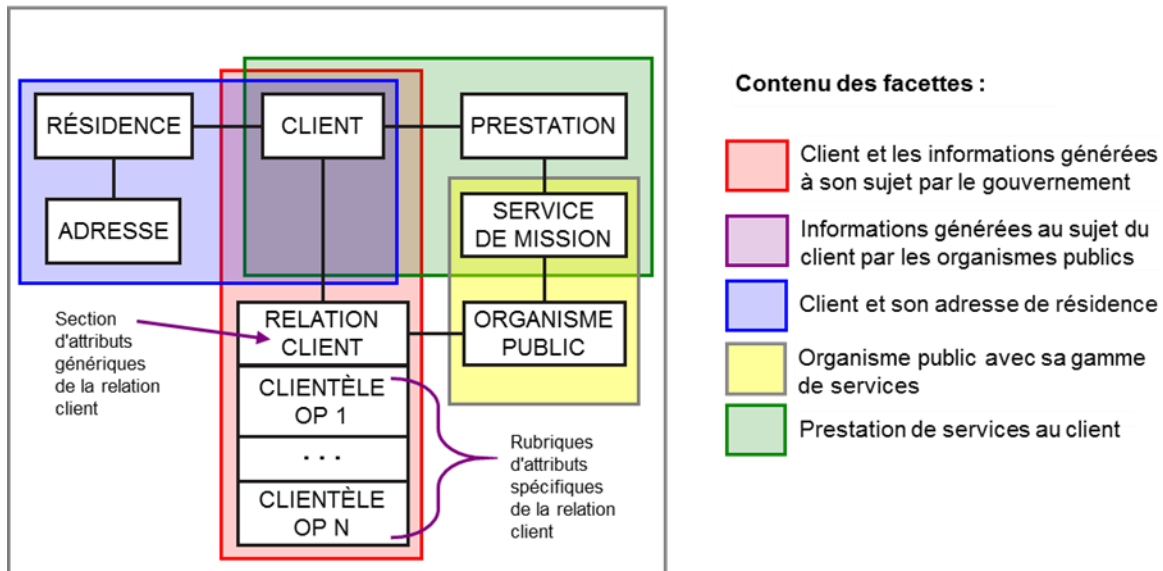 RÉSIDENCE
CLIENT
PRESTATION
ADRESSE
SERVICE
DE MISSION
Section
d'attributs
génériques
de la relation
client
RELATION
CLIENT
ORGANISME
PUBLIC
CLIENTÈLE
OP 1
. . .
CLIENTÈLE
OP N
Rubriques
d'attributs
spécifiques
de la relation
client
Contenu des facettes :
Client et les informations générées
à son sujet par le gouvernement
Informations générées au sujet du
client par les organismes publics
Client et son adresse de résidence
Organisme public avec sa gamme
de services
Prestation de services au client